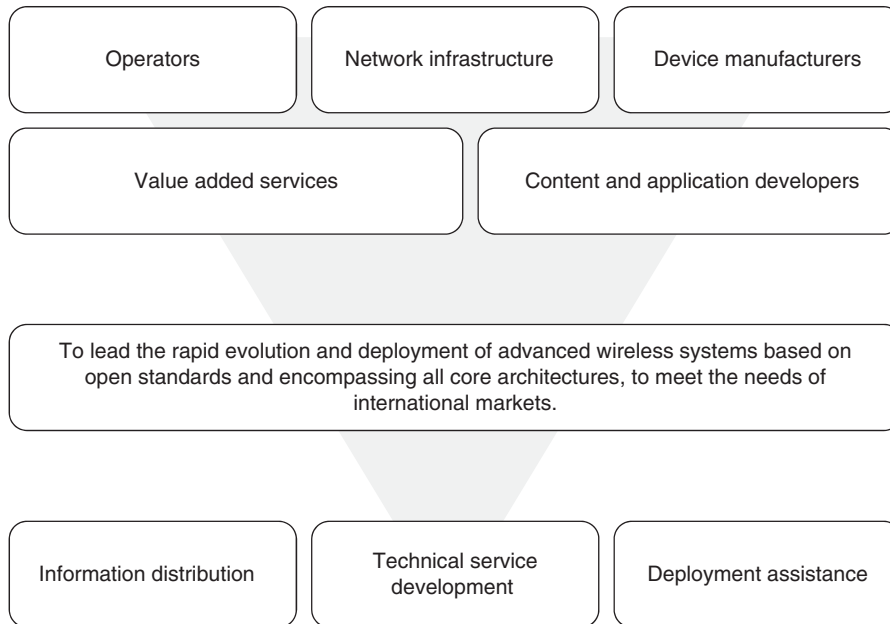 Operators
Network infrastructure
Device manufacturers
Value added services
Content and application developers
To lead the rapid evolution and deployment of advanced wireless systems based on
open standards and encompassing all core architectures, to meet the needs of
international markets.
Information distribution
Technical service
development
Deployment assistance